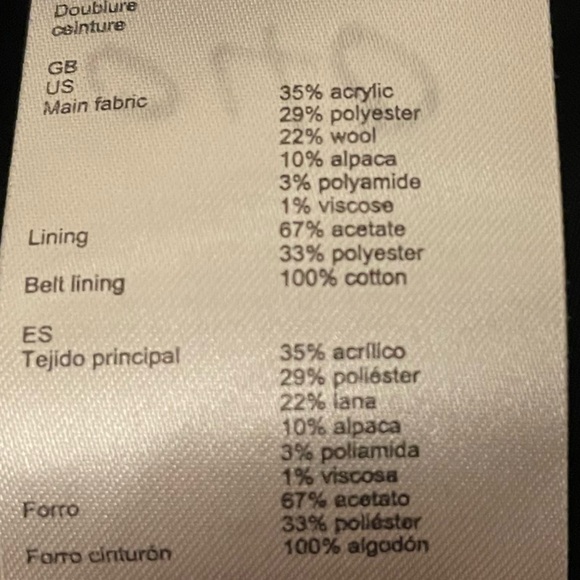 Doublure
ceinture
GB
US
Main fabric 35% acrylic
29% polyester
22% wool
10% alpaca
3% polyamide
1% viscose
Lining 67% acetate
33% polyester
Belt lining 100% cotton
ES
Tejido principal 35% acrílico
29% poliéster
22% lana
10% alpaca
3% poliamida
1% viscosa
Forro 67% acetato
33% poliéster
Forro cinturón 100% algodón